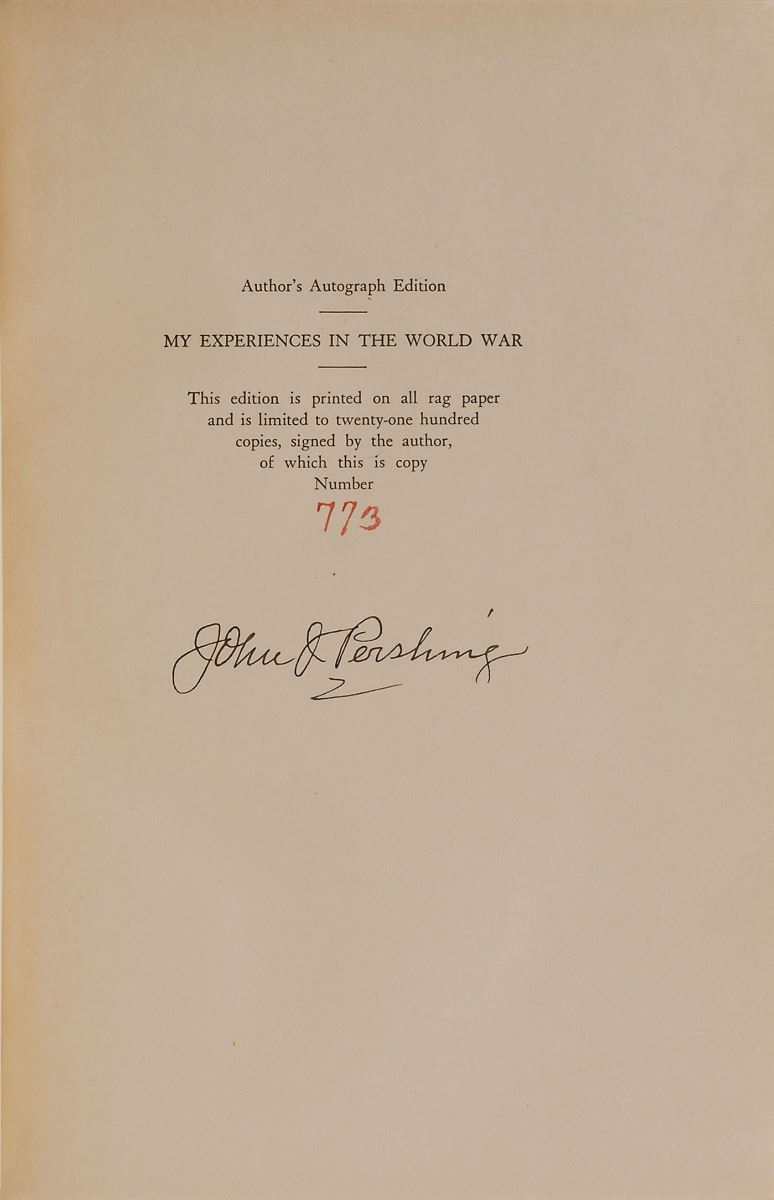 Author's Autograph Edition
MY EXPERIENCES IN THE WORLD WAR
This edition is printed on all rag paper
and is limited to twenty-one hundred
copies, signed by the author,
of which this is copy
Number
773
John J Pershing